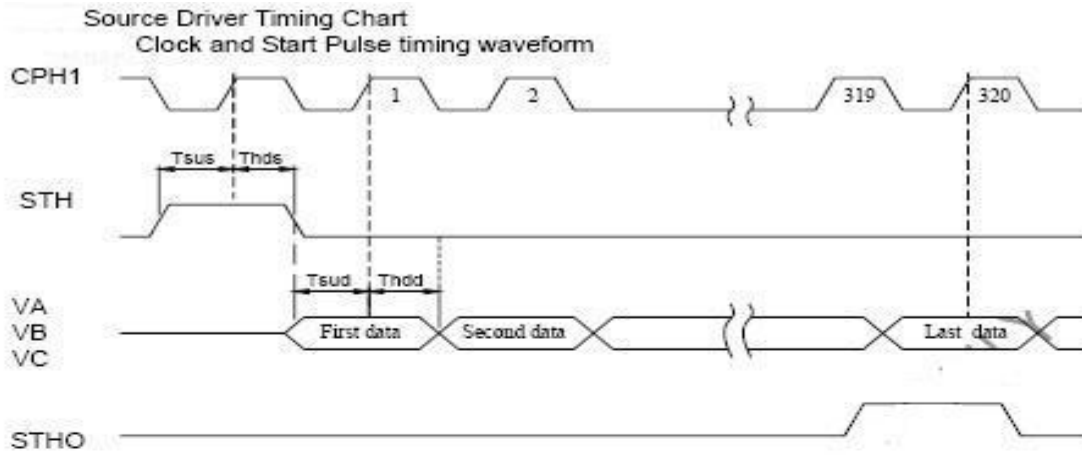 Source Driver Timing Chart
Clock and Start Pulse timing waveform
CPH1
1
2
319
320
Tsus
Thds
STH
Tsud
Thdd
VA
VB
VC
First data
Second data
Last data
STHO